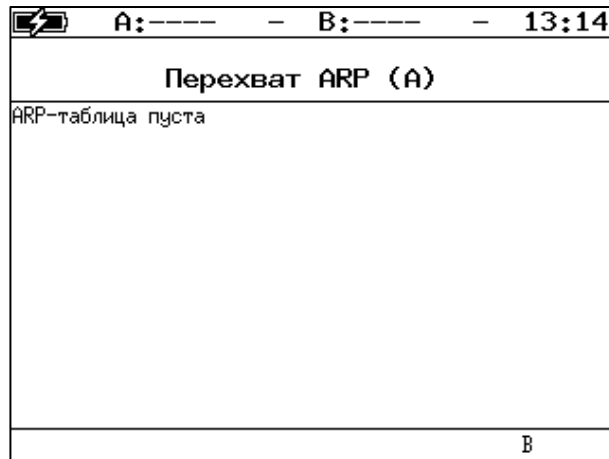 A:---- - B:---- - 13:14
Перехват ARP (A)
ARP-таблица пуста
B